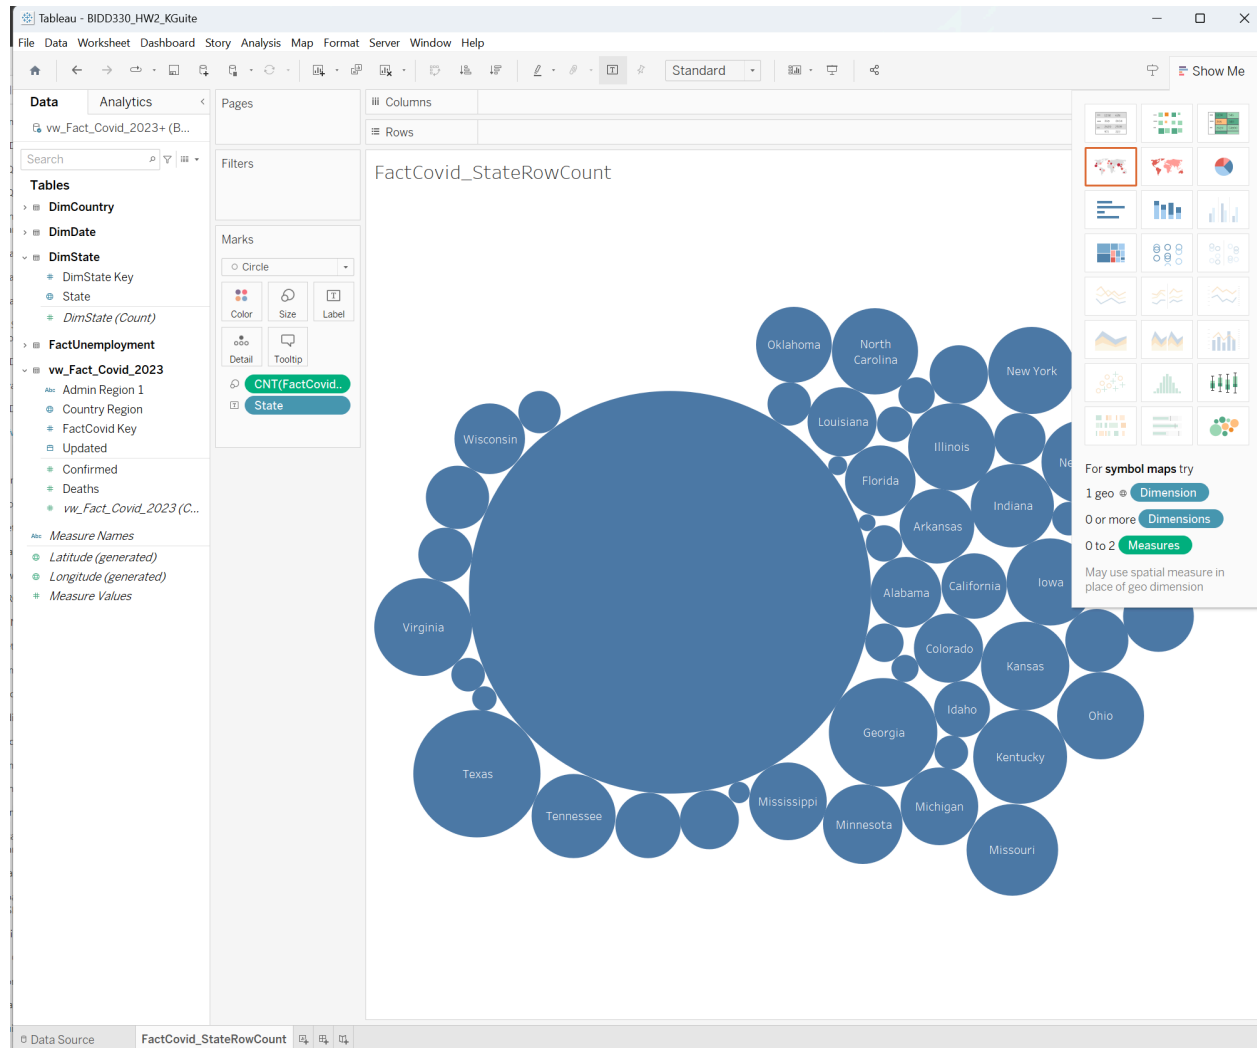 Tableau - BIDD330_HW2_KGuite
File Data Worksheet Dashboard Story Analysis Map Format Server Window Help
Standard
Show Me
Data
Analytics
vw_Fact_Covid_2023+ (B...
Search
Tables
DimCountry
DimDate
DimState
# DimState Key
State
# DimState (Count)
FactUnemployment
vw_Fact_Covid_2023
Abc Admin Region 1
Country Region
# FactCovid Key
Updated
# Confirmed
# Deaths
# vw_Fact_Covid_2023 (C...
Abc Measure Names
Latitude (generated)
Longitude (generated)
# Measure Values
Pages
Filters
Marks
Circle
Color
Size
T
Label
Detail
Tooltip
CNT(FactCovid..
T
State
Columns
Rows
FactCovid_StateRowCount
Oklahoma
North
Carolina
New York
Louisiana
Wisconsin
Illinois
Ne
Florida
Indiana
Arkansas
Iowa
California
Alabama
Virginia
Colorado
Kansas
Idaho
Ohio
Georgia
Kentucky
Texas
Mississippi
Michigan
Tennessee
Minnesota
Missouri
For symbol maps try
1 geo Dimension
0 or more Dimensions
0 to 2 Measures
May use spatial measure in
place of geo dimension
Data Source
FactCovid_StateRowCount